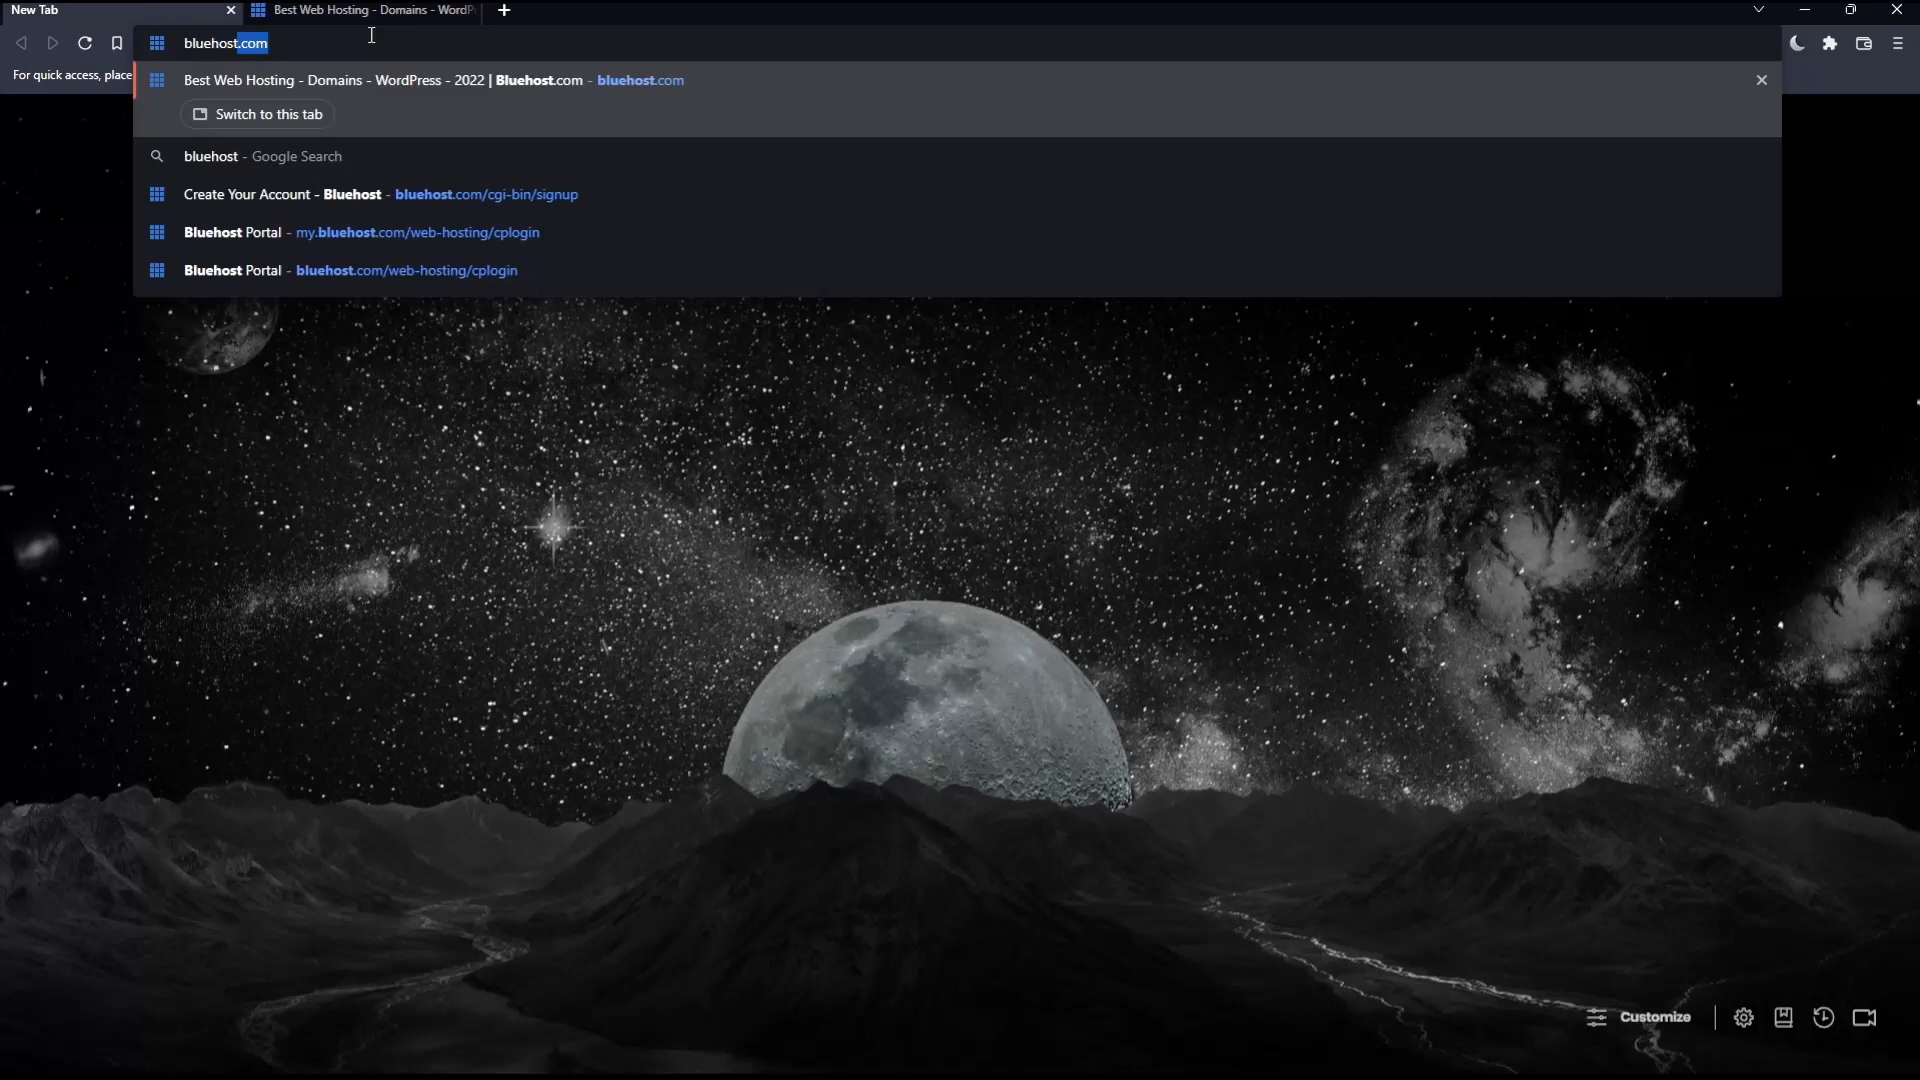 New Tab
Best Web Hosting - Domains - WordP
bluehost.com
For quick access, place
Best Web Hosting - Domains - WordPress - 2022 | Bluehost.com - bluehost.com
Switch to this tab
bluehost - Google Search
Create Your Account - Bluehost - bluehost.com/cgi-bin/signup
Bluehost Portal - my.bluehost.com/web-hosting/cplogin
Bluehost Portal - bluehost.com/web-hosting/cplogin
Customize